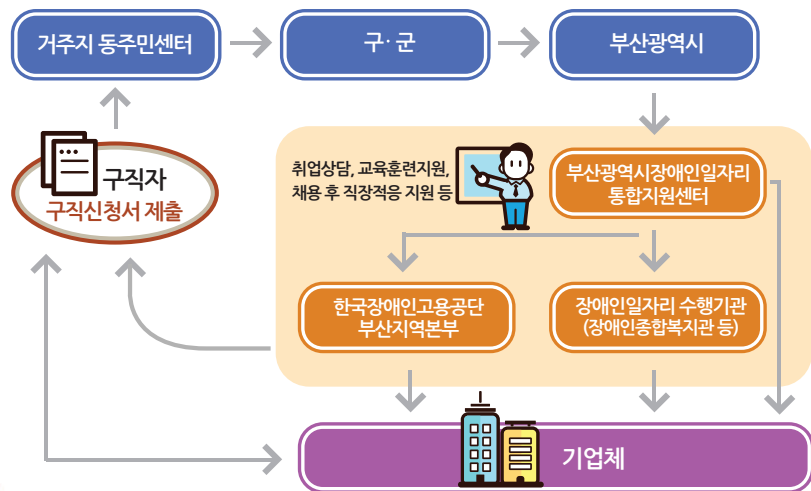 거주지 동주민센터
구·군
부산광역시
구직자
구직신청서 제출
취업상담, 교육훈련지원,
채용 후 직장적응 지원 등
부산광역시장애인일자리
통합지원센터
한국장애인고용공단
부산지역본부
장애인일자리 수행기관
(장애인종합복지관 등)
기업체